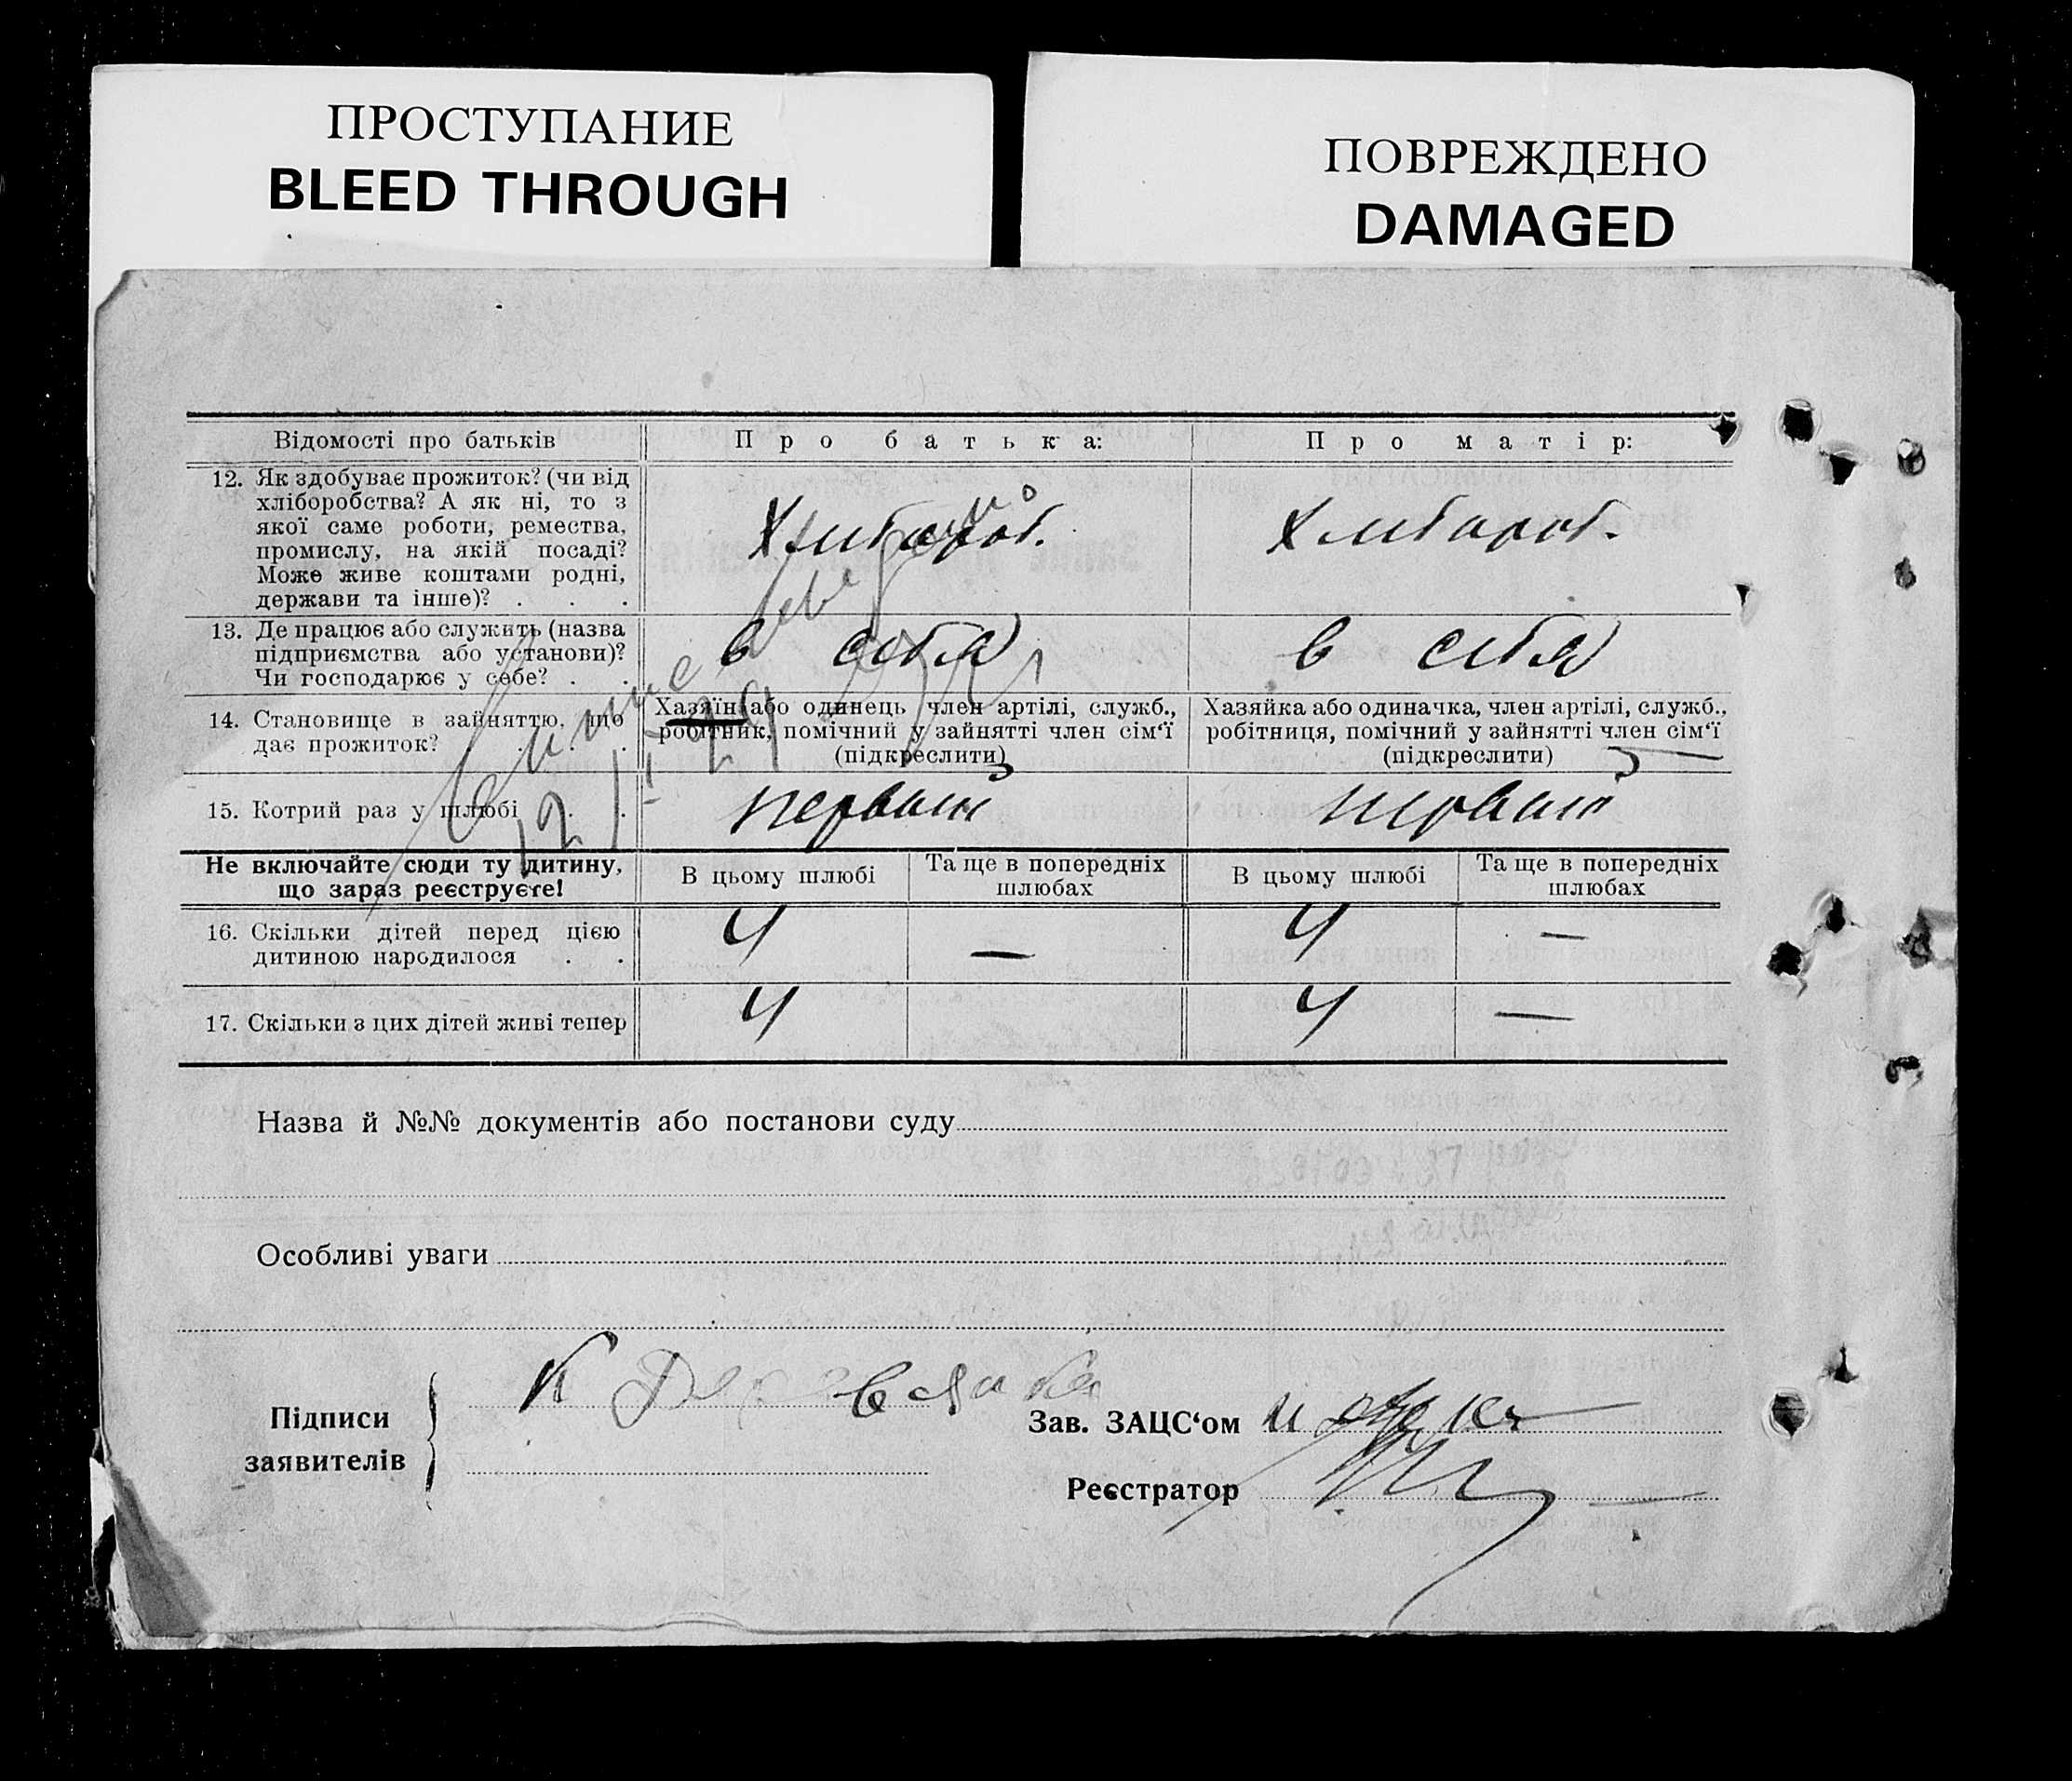 ПРОСТУПАНИЕ
BLEED THROUGH
ПОВРЕЖДЕНО
DAMAGED
Відомості про батьків
Про батька:
Про матір:
12. Як здобуває прожиток? (чи від
хліборобства? А як ні, то з
якої саме роботи, ремества,
промислу, на якій посаді?
Може живе коштами родні,
держави та інше)? . . .
Хлибороб.
Хлибороб.
13. Де працює або служить (назва
підприємства або установи)?
Чи господарює у себе? . .
в себя
в себя
14. Становище в зайняттю, що
дає прожиток? . . . .
Хазяїн або одинець член артілі, служб.,
робітник, помічний у зайнятті член сім‘ї
(підкреслити)
Хазяйка або одиначка, член артілі, служб.,
робітниця, помічний у зайнятті член сім‘ї
(підкреслити)
15. Котрий раз у шлюбі . .
первий
первий
Не включайте сюди ту дитину,
що зараз реєструєте!
В цьому шлюбі
Та ще в попередніх
шлюбах
В цьому шлюбі
Та ще в попередніх
шлюбах
16. Скільки дітей перед цією
дитиною народилося . .
4 — 4 —
17. Скільки з цих дітей живі тепер
4 4 —
Назва й №№ документів або постанови суду
Особливі уваги
Підписи
заявителів
Зав. ЗАЦС‘ом
Реєстратор